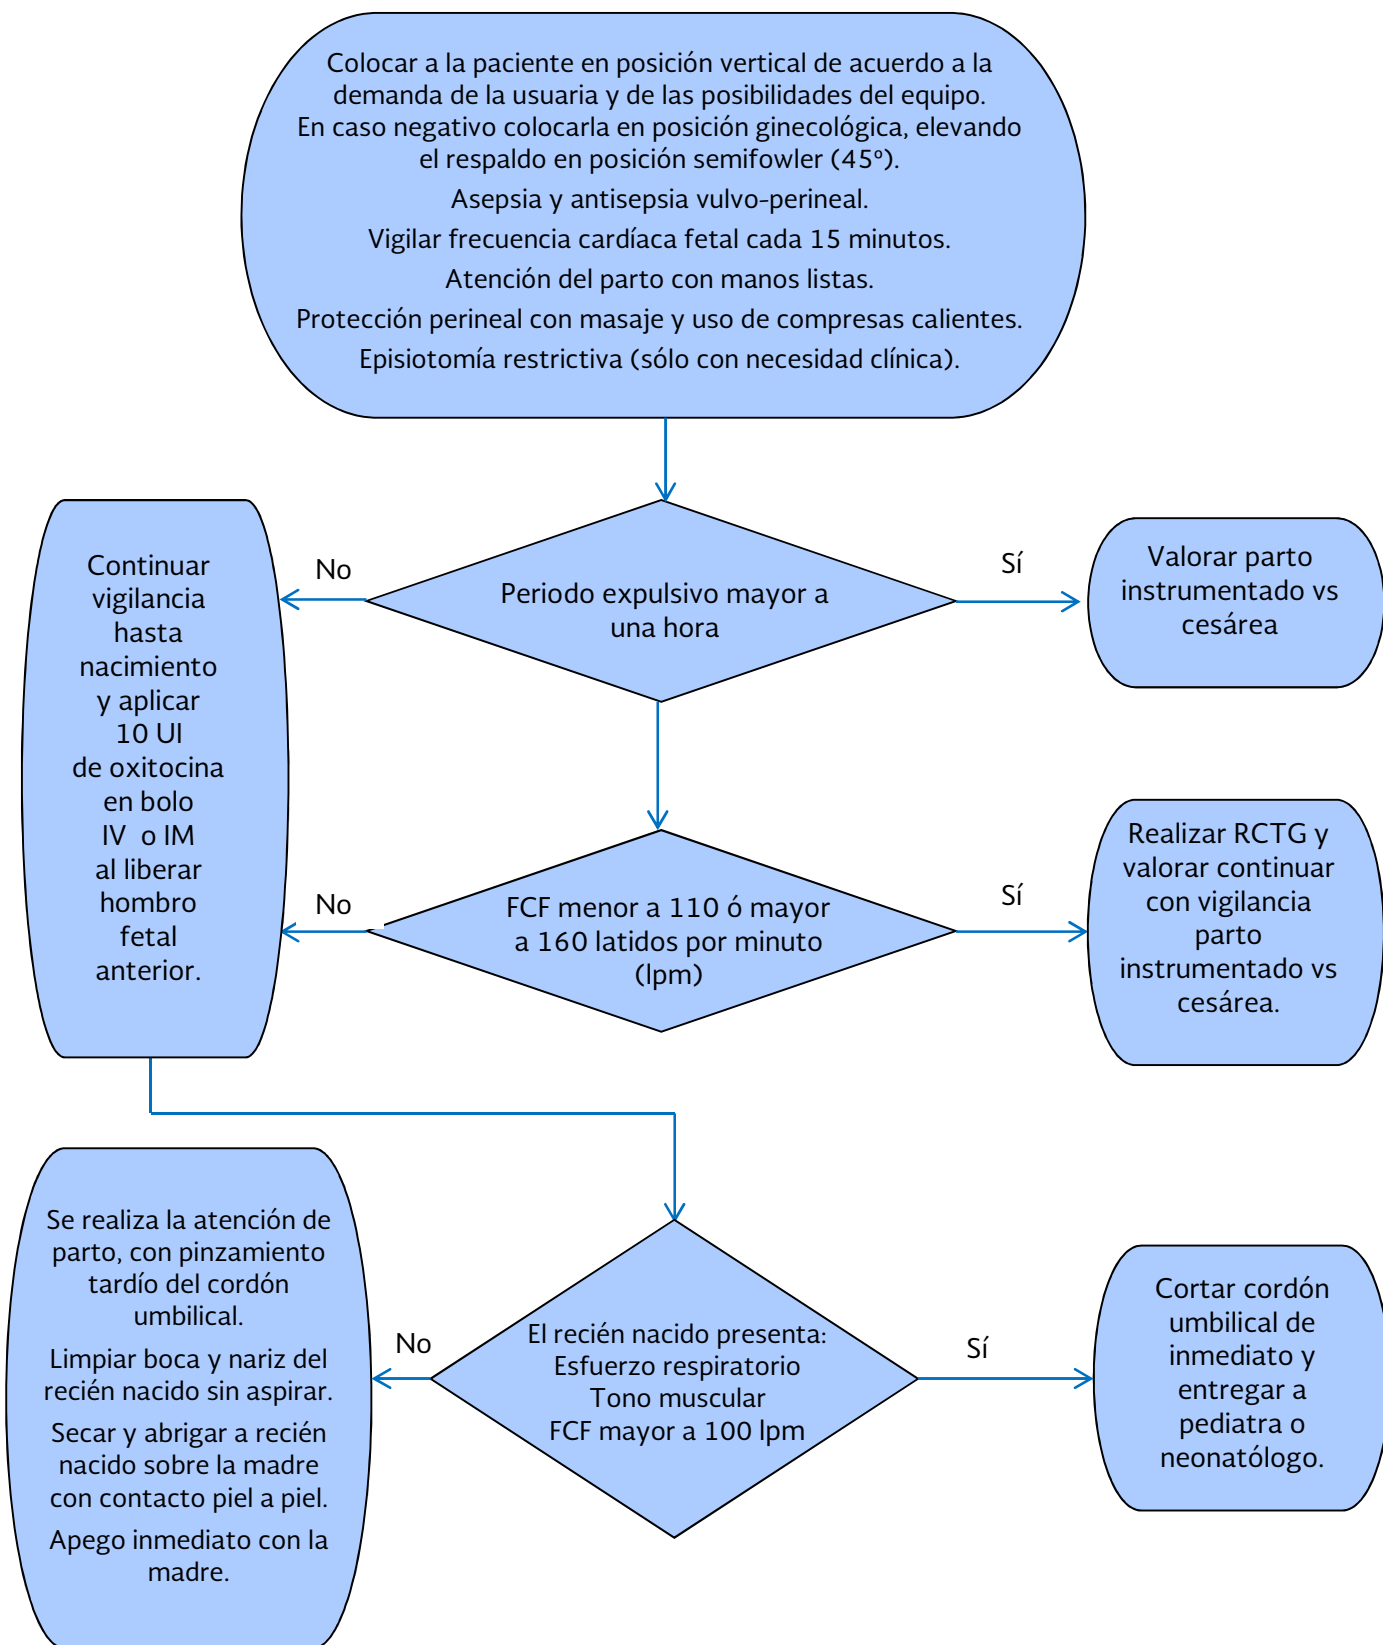 Colocar a la paciente en posición vertical de acuerdo a la
demanda de la usuaria y de las posibilidades del equipo.
En caso negativo colocarla en posición ginecológica, elevando
el respaldo en posición semifowler (45º).
Asepsia y antisepsia vulvo-perineal.
Vigilar frecuencia cardíaca fetal cada 15 minutos.
Atención del parto con manos listas.
Protección perineal con masaje y uso de compresas calientes.
Episiotomía restrictiva (sólo con necesidad clínica).
Continuar
vigilancia
hasta
nacimiento
y aplicar
10 UI
de oxitocina
en bolo
IV o IM
al liberar
hombro
fetal
anterior.
No
Periodo expulsivo mayor a
una hora
Sí
Valorar parto
instrumentado vs
cesárea
No
FCF menor a 110 ó mayor
a 160 latidos por minuto
(lpm)
Sí
Realizar RCTG y
valorar continuar
con vigilancia
parto
instrumentado vs
cesárea.
Se realiza la atención de
parto, con pinzamiento
tardío del cordón
umbilical.
Limpiar boca y nariz del
recién nacido sin aspirar.
Secar y abrigar a recién
nacido sobre la madre
con contacto piel a piel.
Apego inmediato con la
madre.
No
El recién nacido presenta:
Esfuerzo respiratorio
Tono muscular
FCF mayor a 100 lpm
Sí
Cortar cordón
umbilical de
inmediato y
entregar a
pediatra o
neonatólogo.